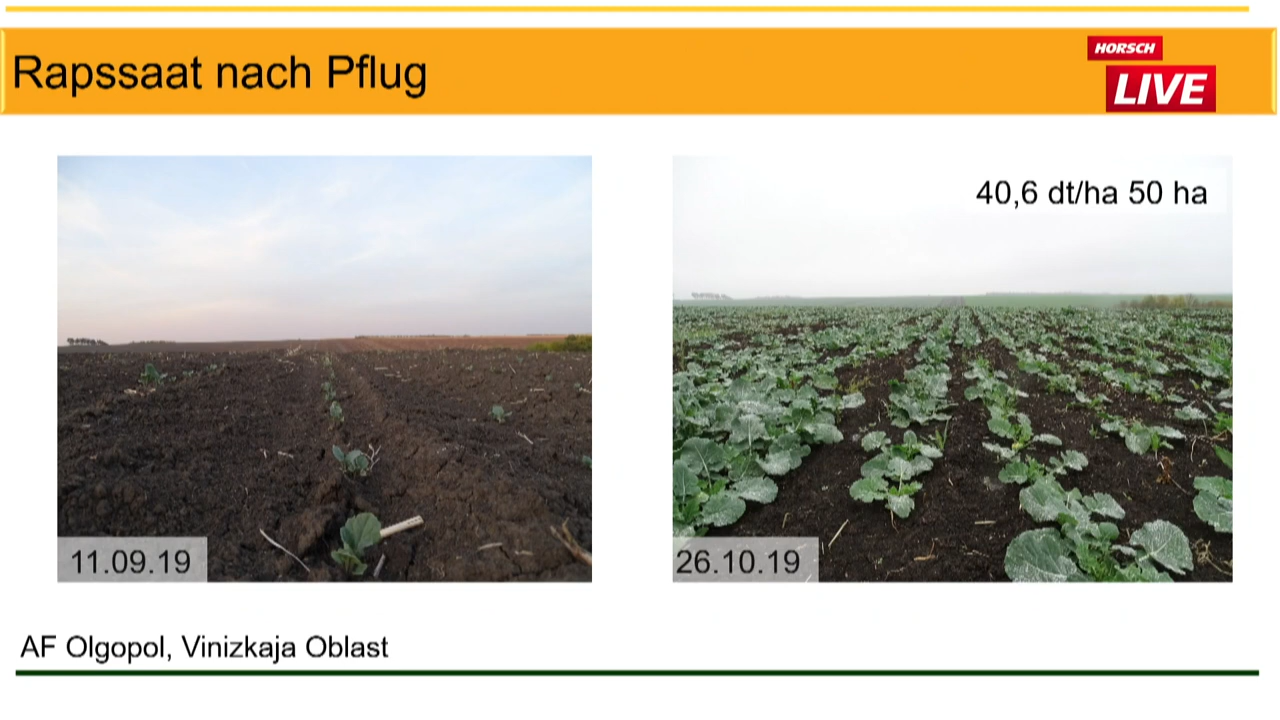 Rapssaat nach Pflug
HORSCH
LIVE
40,6 dt/ha 50 ha
11.09.19
26.10.19
AF Olgopol, Vinizkaja Oblast